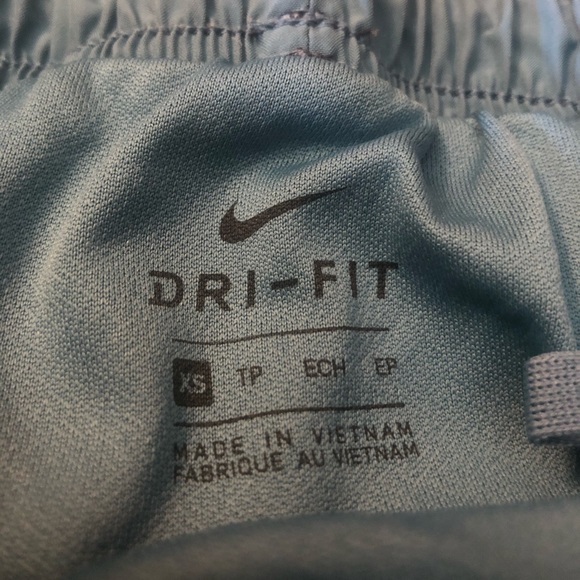 DRI-FIT
XS TP ECH EP
MADE IN VIETNAM
FABRIQUE AU VIETNAM